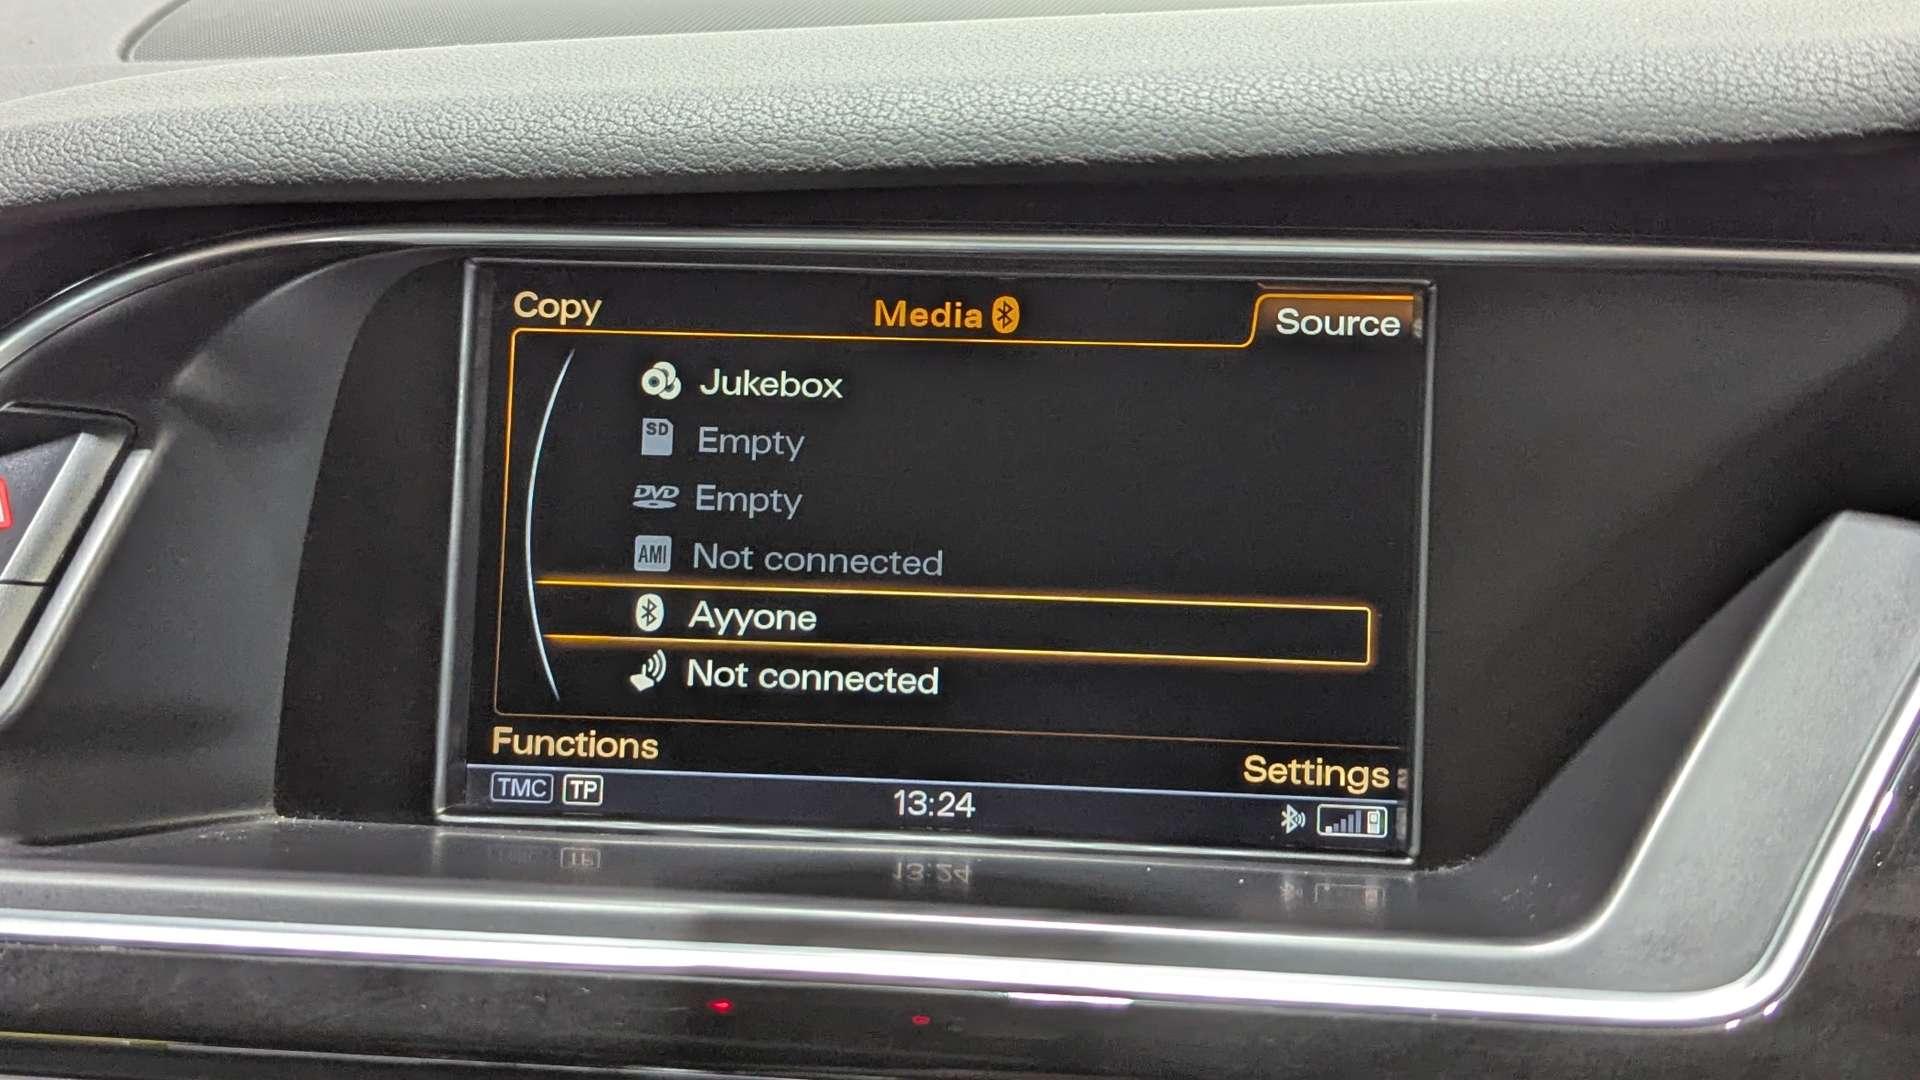 Copy
Media
Source
Jukebox
SD Empty
DVD Empty
AMI Not connected
Ayyone
Not connected
Functions
Settings
TMC TP
13:24